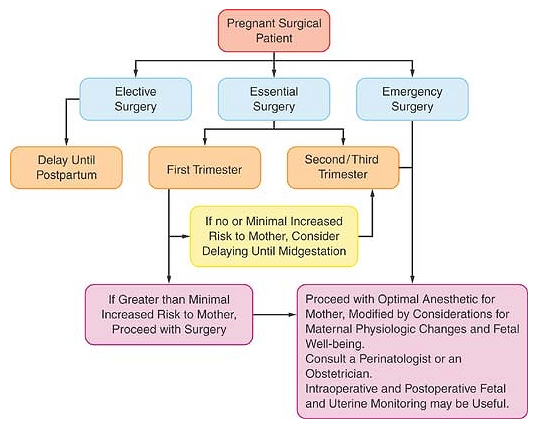 Pregnant Surgical
Patient
Elective
Surgery
Essential
Surgery
Emergency
Surgery
Delay Until
Postpartum
First Trimester
Second/Third
Trimester
If no or Minimal Increased
Risk to Mother, Consider
Delaying Until Midgestation
If Greater than Minimal
Increased Risk to Mother,
Proceed with Surgery
Proceed with Optimal Anesthetic for
Mother, Modified by Considerations for
Maternal Physiologic Changes and Fetal
Well-being.
Consult a Perinatologist or an
Obstetrician.
Intraoperative and Postoperative Fetal
and Uterine Monitoring may be Useful.